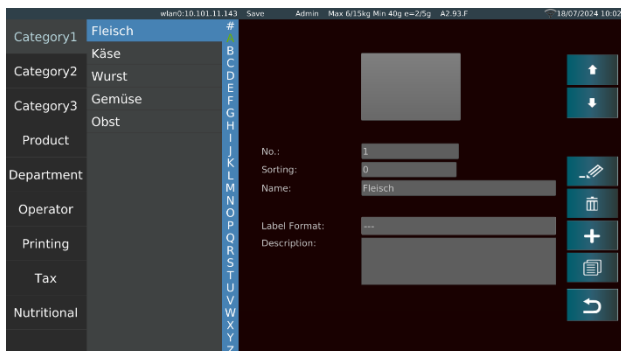 wlan0:10.101.11.143 Save Admin Max 6/15kg Min 40g e=2/5g A2.93.F 18/07/2024 10:02
Category1
Category2
Category3
Product
Department
Operator
Printing
Tax
Nutritional
Fleisch
Käse
Wurst
Gemüse
Obst
#
A
B
C
D
E
F
G
H
I
J
K
L
M
N
O
P
Q
R
S
T
U
V
W
X
Y
Z
No.: 1
Sorting: 0
Name: Fleisch
Label Format: ---
Description: